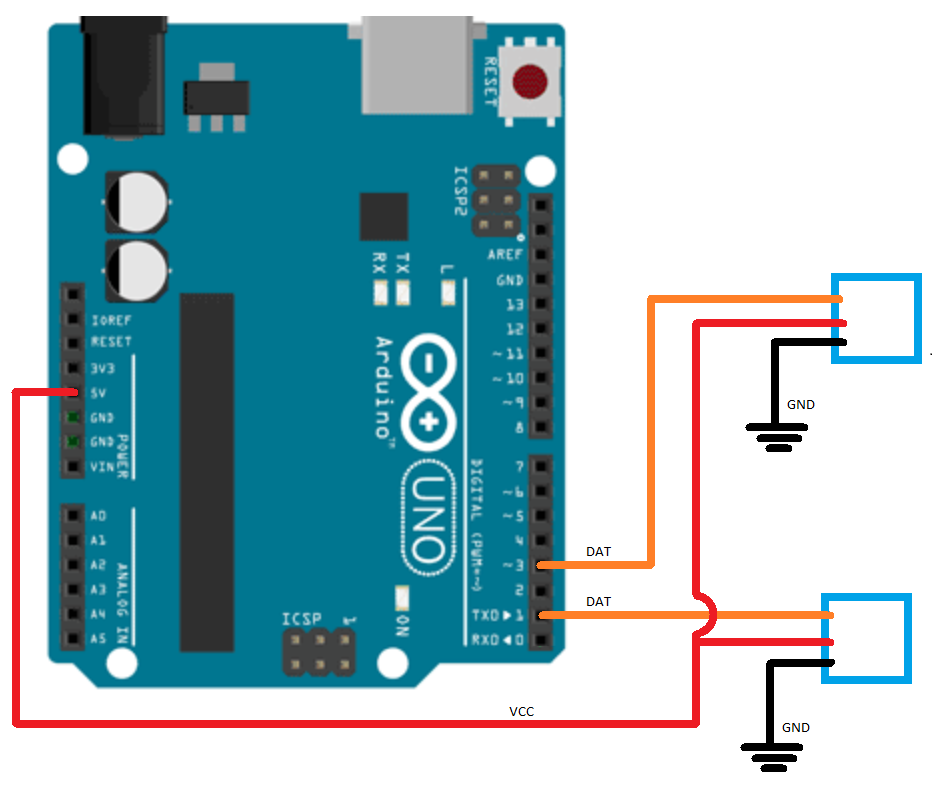 RESET
ICSP2
AREF
GND
RX
TX
L
13
12
~11
~10
~9
8
IOREF
RESET
3V3
5V
GND
GND
VIN
POWER
Arduino™
UNO
7
~6
~5
4
~3
2
TX0▶1
RX0◀0
DIGITAL (PWM=~)
A0
A1
A2
A3
A4
A5
ANALOG IN
ICSP
1
ON
DAT
DAT
GND
VCC
GND